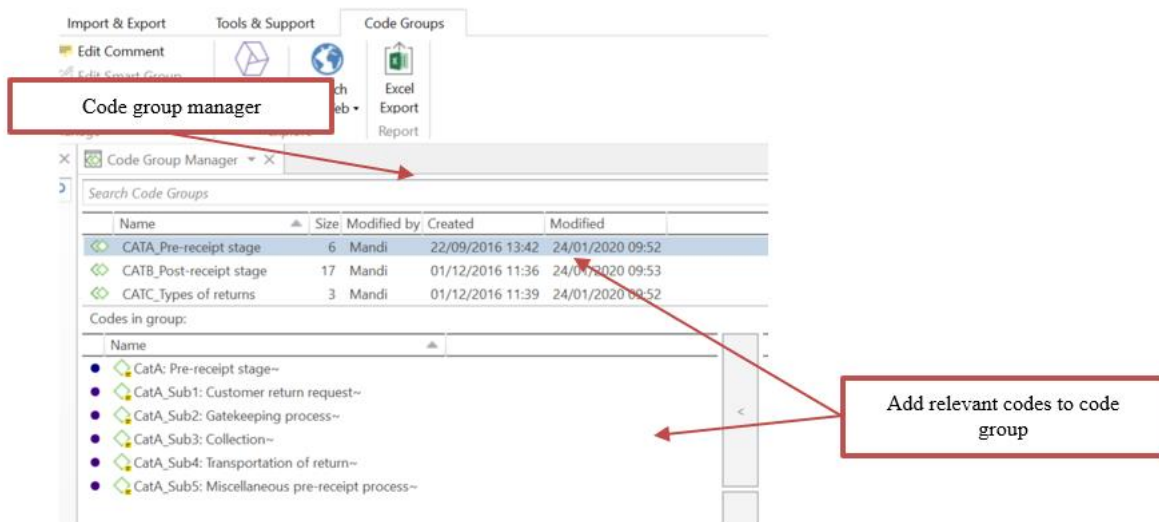 Import & Export Tools & Support Code Groups
Edit Comment
Edit Smart Group
Excel
Export
Report
Code group manager
Code Group Manager
Search Code Groups
Name Size Modified by Created Modified
CATA_Pre-receipt stage 6 Mandi 22/09/2016 13:42 24/01/2020 09:52
CATB_Post-receipt stage 17 Mandi 01/12/2016 11:36 24/01/2020 09:53
CATC_Types of returns 3 Mandi 01/12/2016 11:39 24/01/2020 09:52
Codes in group:
Name
CatA: Pre-receipt stage~
CatA_Sub1: Customer return request~
CatA_Sub2: Gatekeeping process~
CatA_Sub3: Collection~
CatA_Sub4: Transportation of return~
CatA_Sub5: Miscellaneous pre-receipt process~
<
Add relevant codes to code
group